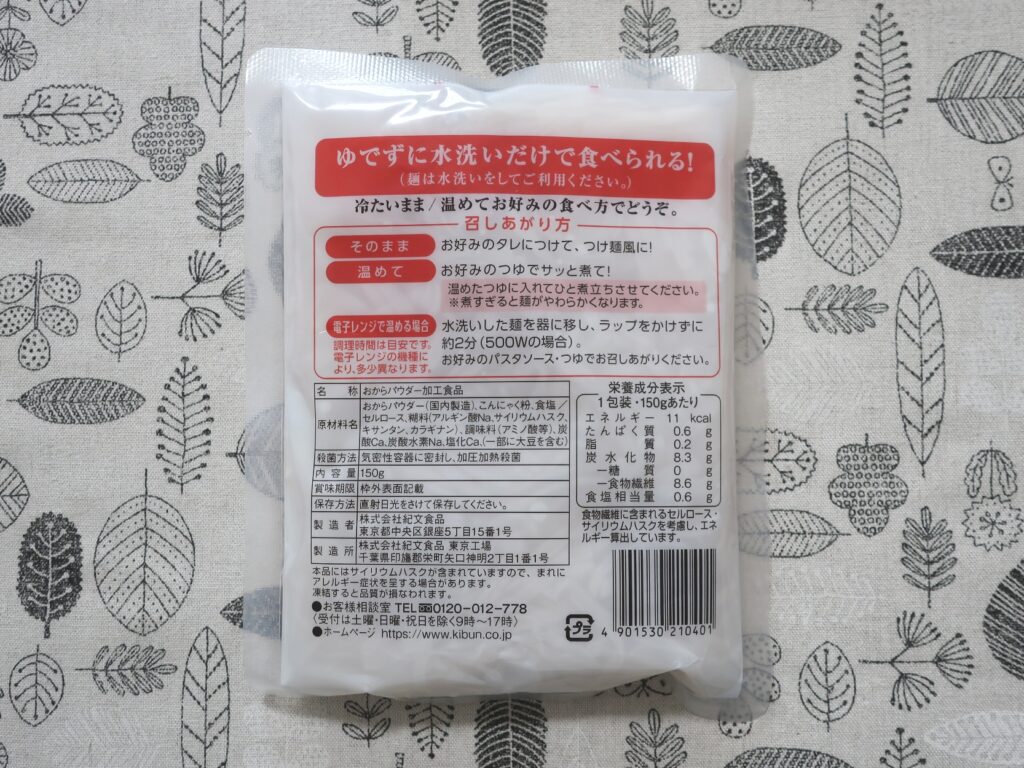 ゆでずに水洗いだけで食べられる!
(麺は水洗いをしてご利用ください。)
冷たいまま/温めてお好みの食べ方でどうぞ。
召しあがり方
そのまま お好みのタレにつけて、つけ麺風に!
温めて お好みのつゆでサッと煮て!
温めたつゆに入れてひと煮立ちさせてください。
※煮すぎると麺がやわらかくなります。
電子レンジで温める場合
調理時間は目安です。
電子レンジの機種に
より、多少異なります。
水洗いした麺を器に移し、ラップをかけずに
約2分(500Wの場合)。
お好みのパスタソース・つゆでお召しあがりください。
名称 おからパウダー加工食品
原材料名 おからパウダー(国内製造)、こんにゃく粉、食塩/
セルロース、糊料(アルギン酸Na、サイリウムハスク、
キサンタン、カラギナン)、調味料(アミノ酸等)、炭
酸Ca、炭酸水素Na、塩化Ca、(一部に大豆を含む)
殺菌方法 気密性容器に密封し、加圧加熱殺菌
内容量 150g
賞味期限 枠外表面記載
保存方法 直射日光をさけて保存してください。
製造者 株式会社紀文食品
東京都中央区銀座5丁目15番1号
製造所 株式会社紀文食品 東京工場
千葉県印旛郡栄町矢口神明2丁目1番1号
本品にはサイリウムハスクが含まれていますので、まれに
アレルギー症状を呈する場合があります。
凍結すると品質が損なわれます。
●お客様相談室 TEL 0120-012-778
(受付は土曜・日曜・祝日を除く9時〜17時)
●ホームページ https://www.kibun.co.jp
栄養成分表示
1包装・150gあたり
エネルギー 11 kcal
たんぱく質 0.6 g
脂質 0.2 g
炭水化物 8.3 g
ー糖質 0 g
ー食物繊維 8.6 g
食塩相当量 0.6 g
食物繊維に含まれるセルロース・
サイリウムハスクを考慮し、エネ
ルギー算出しています。
プラ
4 901530 210401